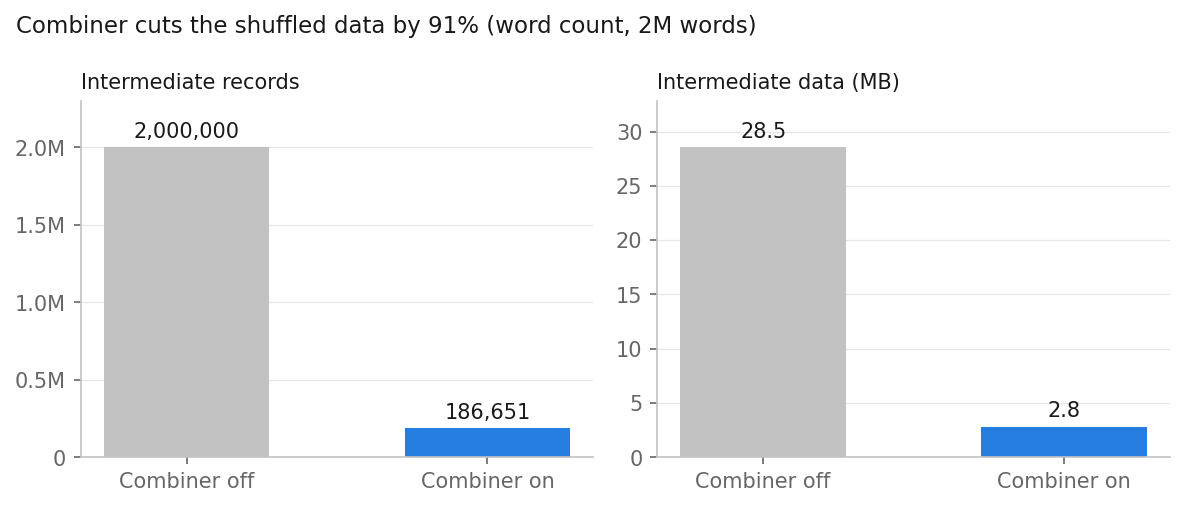 Combiner cuts the shuffled data by 91% (word count, 2M words)
Intermediate records
2,000,000
2.0M
1.5M
1.0M
0.5M
186,651
0
Combiner off
Combiner on
Intermediate data (MB)
30
28.5
25
20
15
10
5
2.8
0
Combiner off
Combiner on